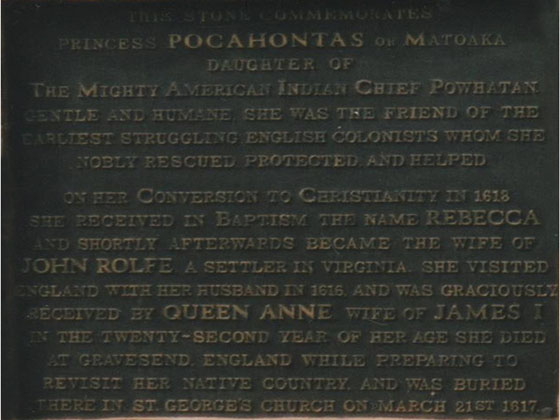 THIS STONE COMMEMORATES
PRINCESS POCAHONTAS OR MATOAKA
DAUGHTER OF
THE MIGHTY AMERICAN INDIAN CHIEF POWHATAN.
GENTLE AND HUMANE, SHE WAS THE FRIEND OF THE
EARLIEST STRUGGLING ENGLISH COLONISTS WHOM SHE
NOBLY RESCUED, PROTECTED, AND HELPED.
ON HER CONVERSION TO CHRISTIANITY IN 1613
SHE RECEIVED IN BAPTISM THE NAME REBECCA
AND SHORTLY AFTERWARDS BECAME THE WIFE OF
JOHN ROLFE, A SETTLER IN VIRGINIA. SHE VISITED
ENGLAND WITH HER HUSBAND IN 1616, AND WAS GRACIOUSLY
RECEIVED BY QUEEN ANNE WIFE OF JAMES I
IN THE TWENTY-SECOND YEAR OF HER AGE SHE DIED
AT GRAVESEND, ENGLAND WHILE PREPARING TO
REVISIT HER NATIVE COUNTRY, AND WAS BURIED
THERE IN ST. GEORGE'S CHURCH ON MARCH 21ST 1617.